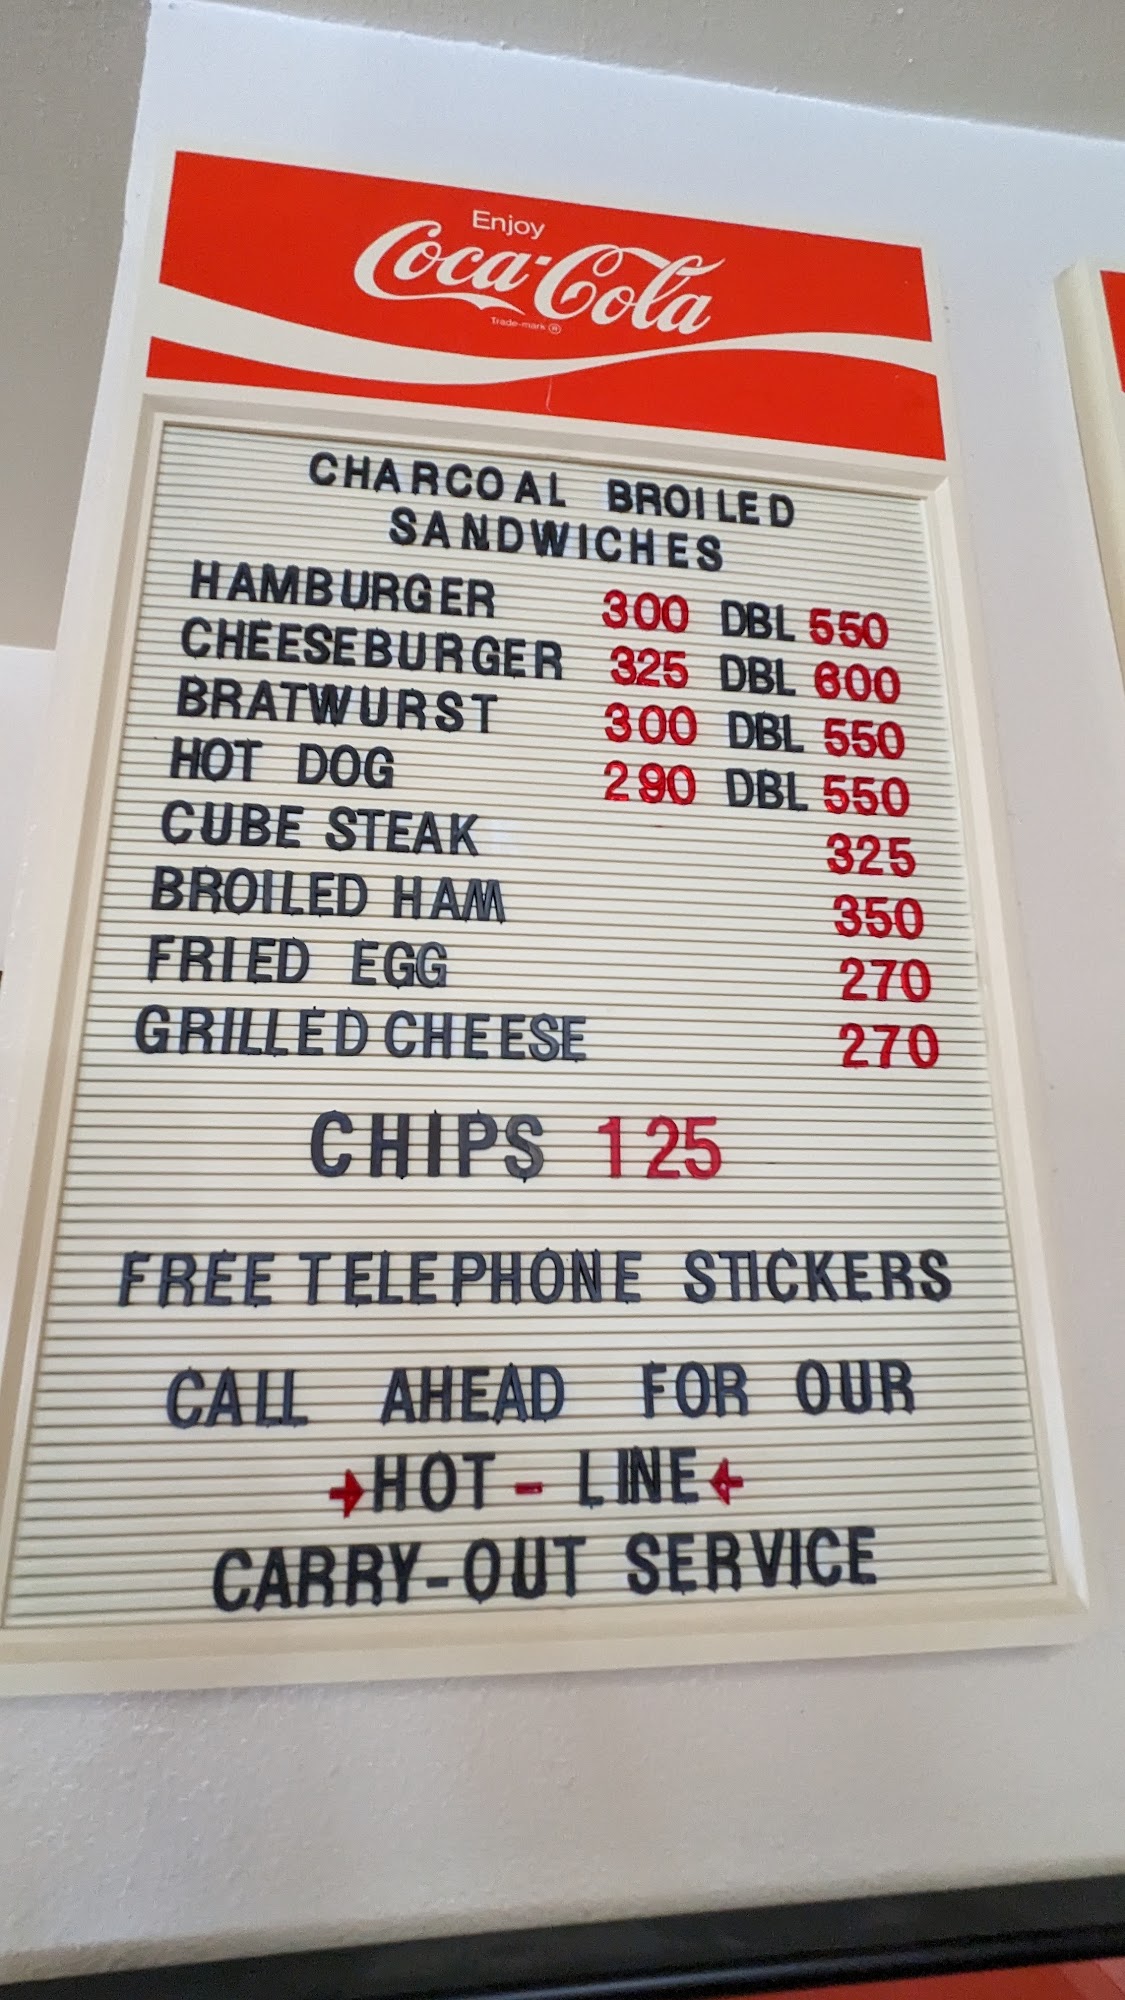 Enjoy
Coca-Cola
Trade-mark ®
CHARCOAL BROILED
SANDWICHES
HAMBURGER 300 DBL 550
CHEESEBURGER 325 DBL 600
BRATWURST 300 DBL 550
HOT DOG 290 DBL 550
CUBE STEAK 325
BROILED HAM 350
FRIED EGG 270
GRILLED CHEESE 270
CHIPS 125
FREE TELEPHONE STICKERS
CALL AHEAD FOR OUR
→HOT-LINE←
CARRY-OUT SERVICE